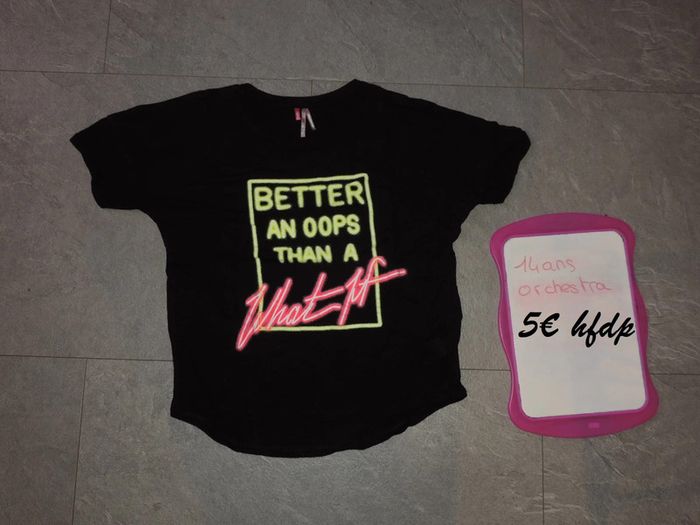 BETTER
AN OOPS
THAN A
What If
14ans
orchestra
5€ hfdp